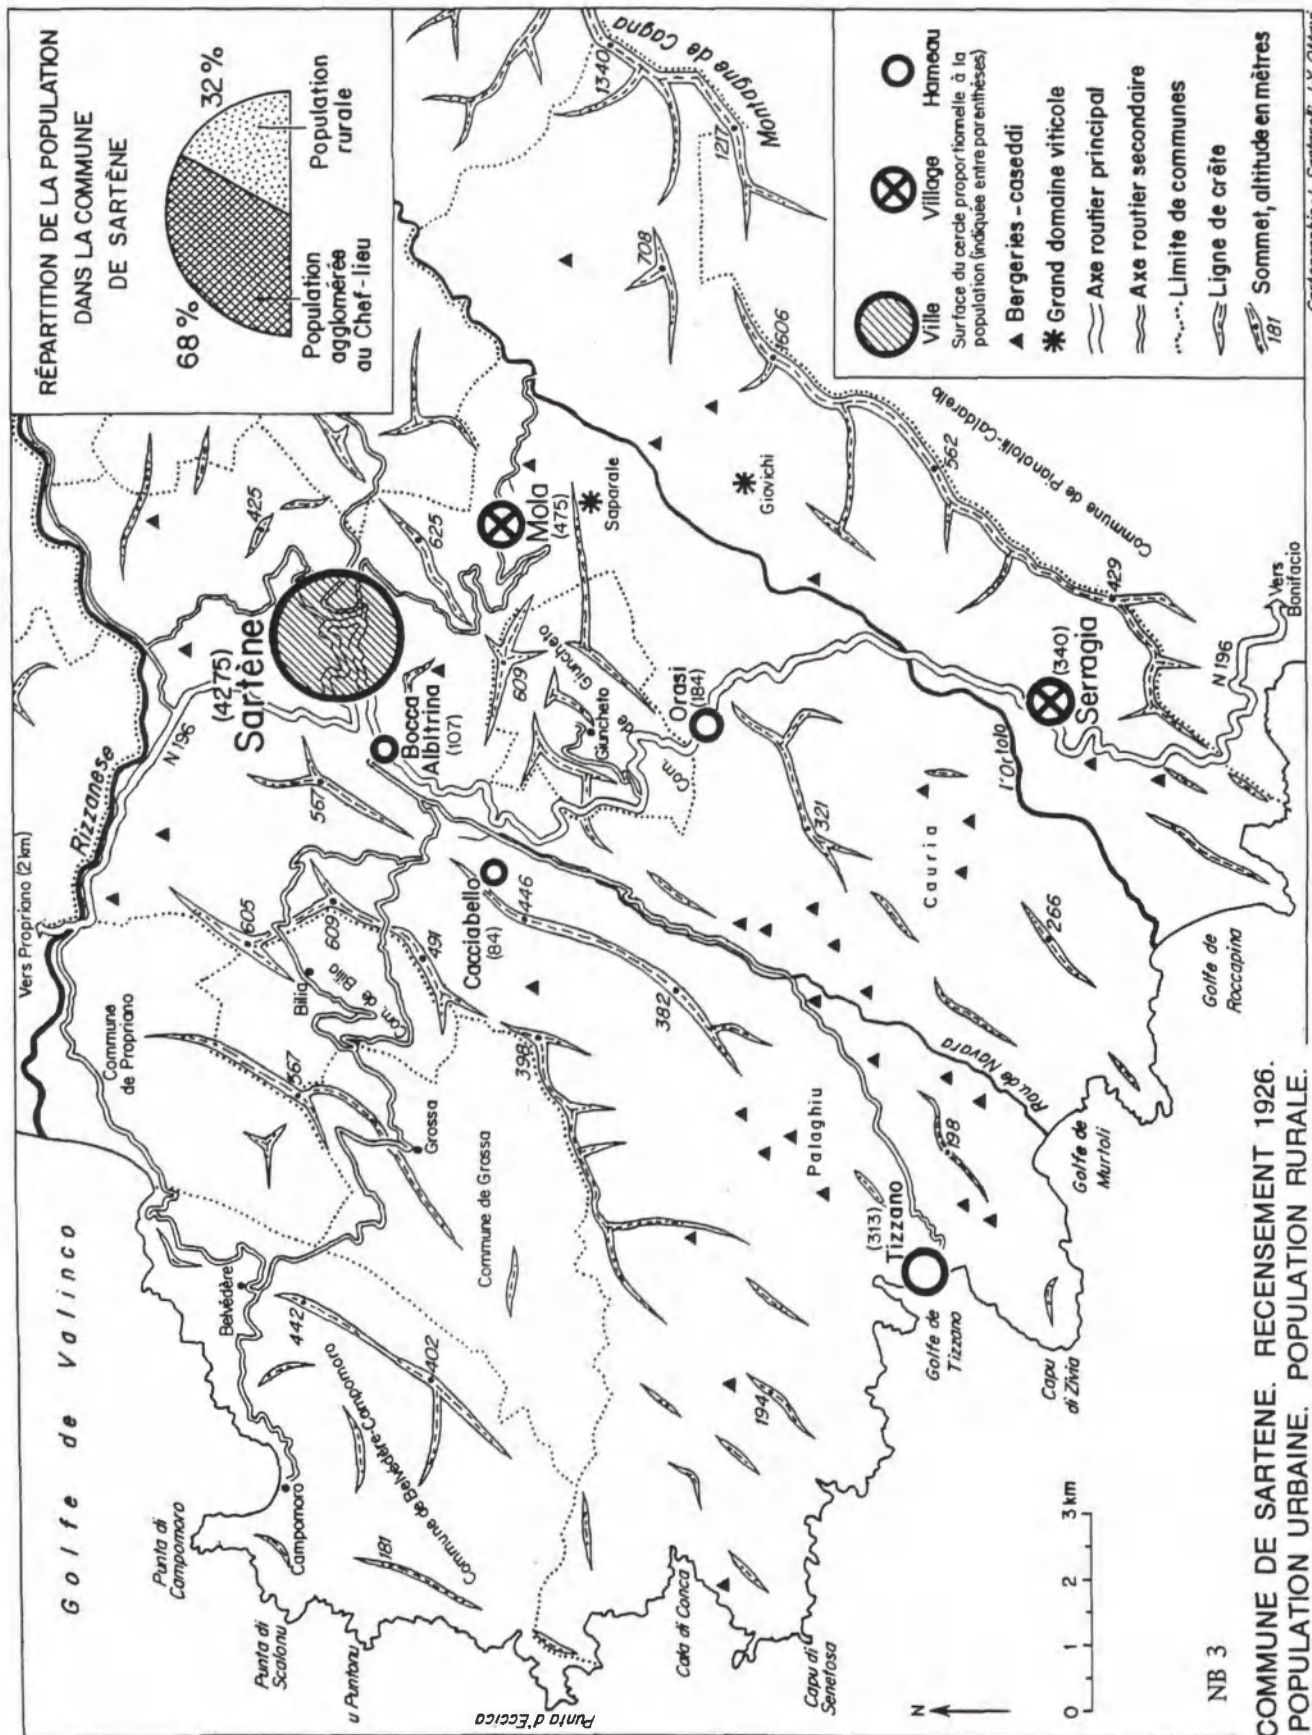 RÉPARTITION DE LA POPULATION
DANS LA COMMUNE
DE SARTÈNE
68 %
32 %
Population
agglomérée
au Chef-lieu
Population
rurale
Ville
Village
Hameau
Surface du cercle proportionnelle à la
population (indiquée entre parenthèses)
Bergeries - caseddi
Grand domaine viticole
Axe routier principal
Axe routier secondaire
Limite de communes
Ligne de crête
181
Sommet, altitude en mètres
Golfe de Valinco
Vers Propriano (2 km)
Rizzanese
N 196
Commune
de Propriano
Sartène
(4275)
Bocca
Albitrina
(107)
Mola
(475)
Saparale
Giovichi
Com. de Giuncheto
Giuncheto
Orasi
(184)
Cacciabello
(84)
Bilia
Com. de Bilia
Grossa
Commune de Grossa
Belvédère
Campomoro
Commune de Belvédère-Campomoro
Punta di
Campomoro
Punta di
Scalonu
u Puntonu
Punta d'Eccica
Cala di Conca
Capu di
Senetosa
Golfe de
Tizzano
Tizzano
(313)
Capu
di Zivia
Golfe de
Murtoli
Rau de Navara
Palaghiu
Cauria
l'Ortolo
Golfe de
Roccapina
Serragia
(340)
N 196
Vers
Bonifacio
Commune de Pianotolli-Caldarello
Montagne de Cagna
1340
1217
708
1606
562
429
425
625
609
567
605
609
491
567
446
382
398
321
266
198
194
442
402
181
N
0 1 2 3 km
NB 3
COMMUNE DE SARTENE. RECENSEMENT 1926.
POPULATION URBAINE. POPULATION RURALE.